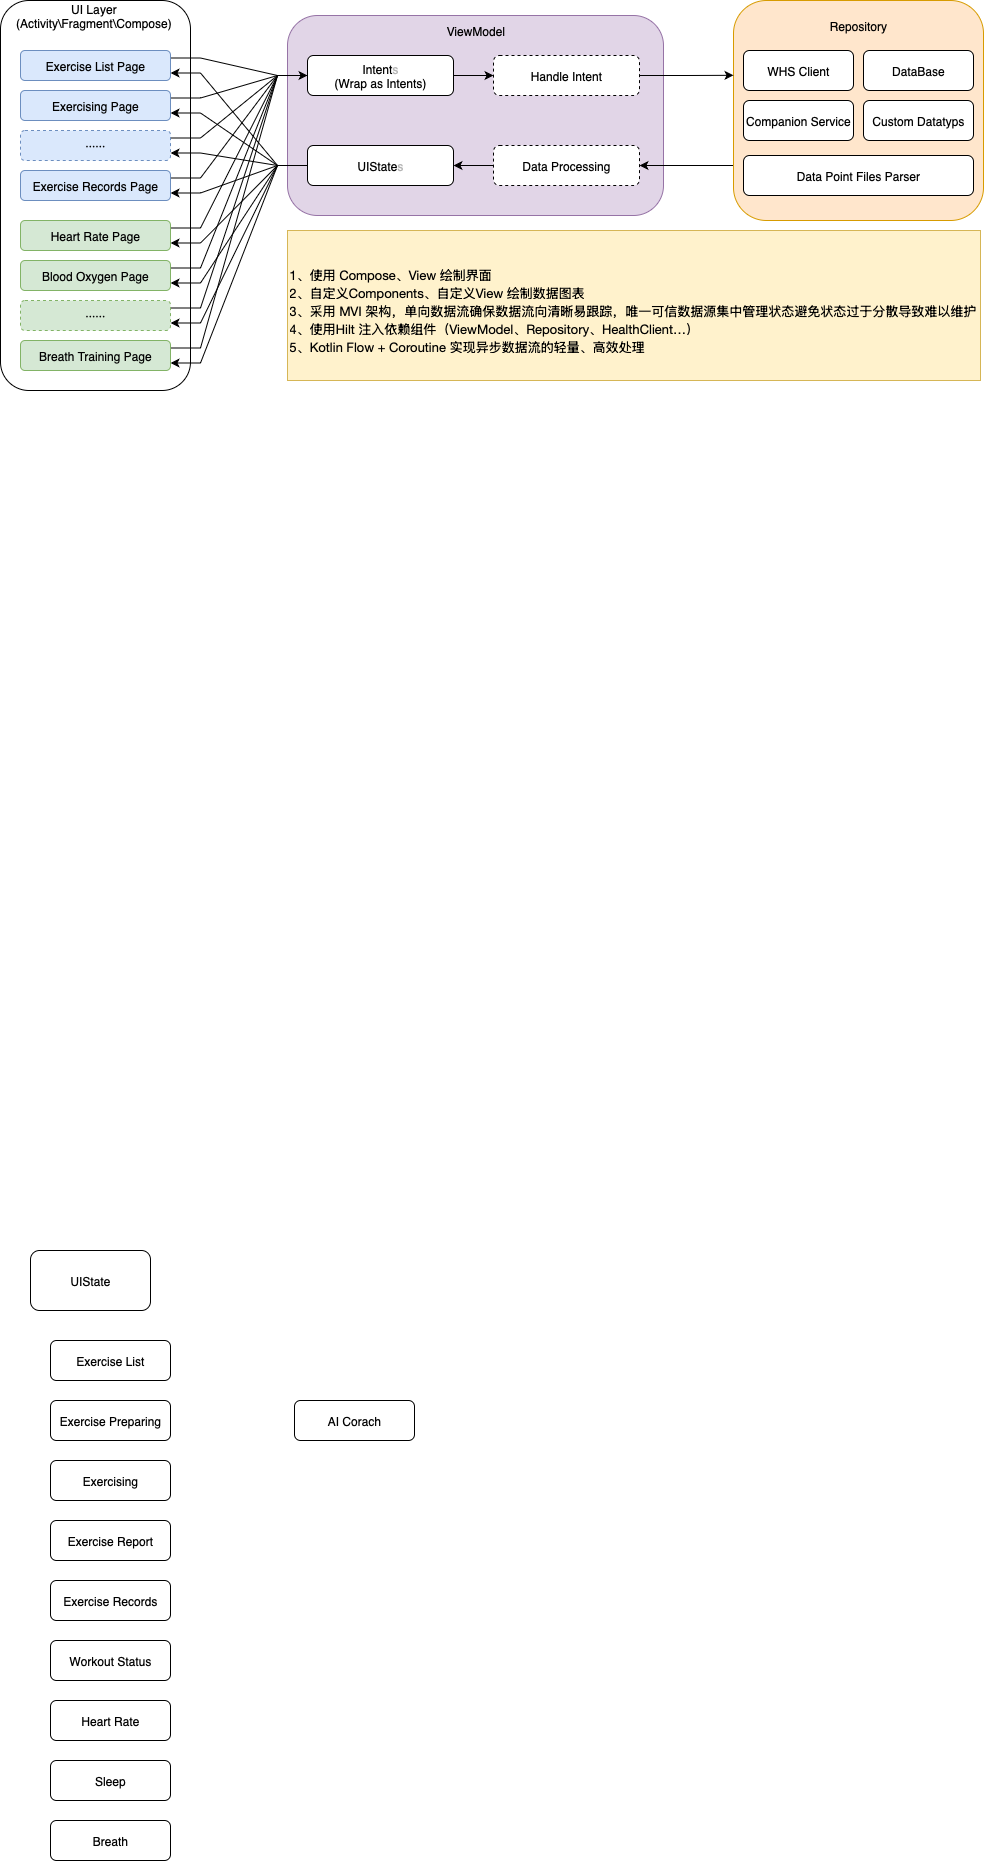 UI Layer
(Activity\Fragment\Compose)
Exercise List Page
Exercising Page
······
Exercise Records Page
Heart Rate Page
Blood Oxygen Page
······
Breath Training Page
ViewModel
Intents
(Wrap as Intents)
Handle Intent
UIStates
Data Processing
Repository
WHS Client
DataBase
Companion Service
Custom Datatyps
Data Point Files Parser
1、使用 Compose、View 绘制界面
2、自定义Components、自定义View 绘制数据图表
3、采用 MVI 架构，单向数据流确保数据流向清晰易跟踪，唯一可信数据源集中管理状态避免状态过于分散导致难以维护
4、使用Hilt 注入依赖组件（ViewModel、Repository、HealthClient...）
5、Kotlin Flow + Coroutine 实现异步数据流的轻量、高效处理
UIState
Exercise List
Exercise Preparing
AI Corach
Exercising
Exercise Report
Exercise Records
Workout Status
Heart Rate
Sleep
Breath